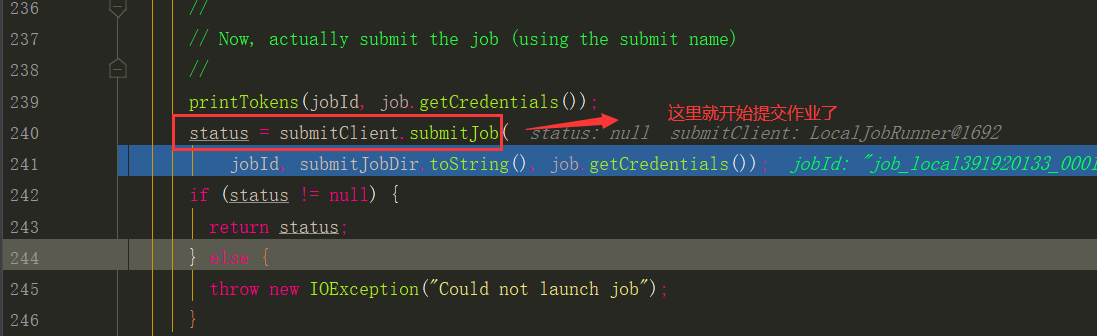 236 //
237 // Now, actually submit the job (using the submit name)
238 //
239 printTokens(jobId, job.getCredentials());
这里就开始提交作业了
240 status = submitClient.submitJob( status: null submitClient: LocalJobRunner@1692
241 jobId, submitJobDir.toString(), job.getCredentials()); jobId: "job_local391920133_0001
242 if (status != null) {
243 return status;
244 } else {
245 throw new IOException("Could not launch job");
246 }